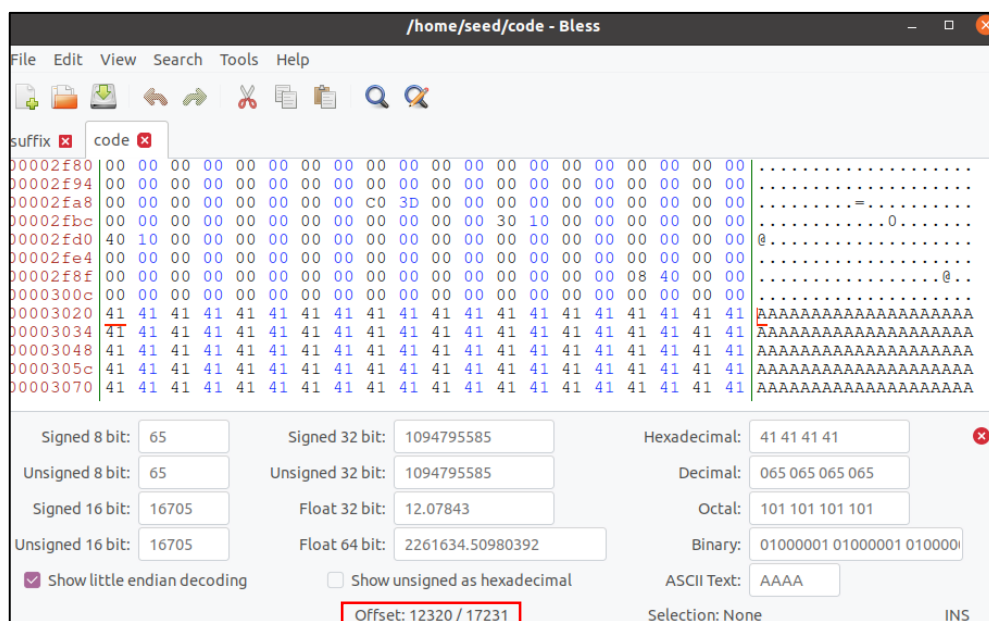 /home/seed/code - Bless
File Edit View Search Tools Help
suffix code
00002f80 00 00 00 00 00 00 00 00 00 00 00 00 00 00 00 00 00 00 00 00 ....................
00002f94 00 00 00 00 00 00 00 00 00 00 00 00 00 00 00 00 00 00 00 00 ....................
00002fa8 00 00 00 00 00 00 00 00 C0 3D 00 00 00 00 00 00 00 00 00 00 .........=..........
00002fbc 00 00 00 00 00 00 00 00 00 00 00 00 30 10 00 00 00 00 00 00 ............0.......
00002fd0 40 10 00 00 00 00 00 00 00 00 00 00 00 00 00 00 00 00 00 00 @...................
00002fe4 00 00 00 00 00 00 00 00 00 00 00 00 00 00 00 00 00 00 00 00 ....................
00002f8f 00 00 00 00 00 00 00 00 00 00 00 00 00 00 00 00 08 40 00 00 .................@..
0000300c 00 00 00 00 00 00 00 00 00 00 00 00 00 00 00 00 00 00 00 00 ....................
00003020 41 41 41 41 41 41 41 41 41 41 41 41 41 41 41 41 41 41 41 41 AAAAAAAAAAAAAAAAAAAA
00003034 41 41 41 41 41 41 41 41 41 41 41 41 41 41 41 41 41 41 41 41 AAAAAAAAAAAAAAAAAAAA
00003048 41 41 41 41 41 41 41 41 41 41 41 41 41 41 41 41 41 41 41 41 AAAAAAAAAAAAAAAAAAAA
0000305c 41 41 41 41 41 41 41 41 41 41 41 41 41 41 41 41 41 41 41 41 AAAAAAAAAAAAAAAAAAAA
00003070 41 41 41 41 41 41 41 41 41 41 41 41 41 41 41 41 41 41 41 41 AAAAAAAAAAAAAAAAAAAA
Signed 8 bit: 65 Signed 32 bit: 1094795585 Hexadecimal: 41 41 41 41
Unsigned 8 bit: 65 Unsigned 32 bit: 1094795585 Decimal: 065 065 065 065
Signed 16 bit: 16705 Float 32 bit: 12.07843 Octal: 101 101 101 101
Unsigned 16 bit: 16705 Float 64 bit: 2261634.50980392 Binary: 01000001 01000001 010000
Show little endian decoding Show unsigned as hexadecimal ASCII Text: AAAA
Offset: 12320 / 17231 Selection: None INS